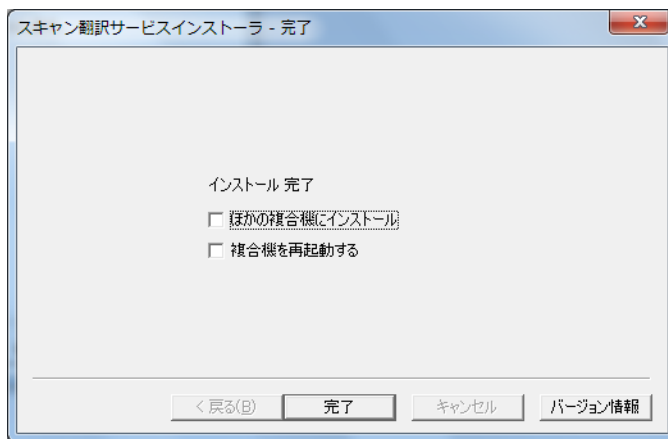 スキャン翻訳サービスインストーラ - 完了
インストール 完了
ほかの複合機にインストール
複合機を再起動する
< 戻る(B)
完了
キャンセル
バージョン情報